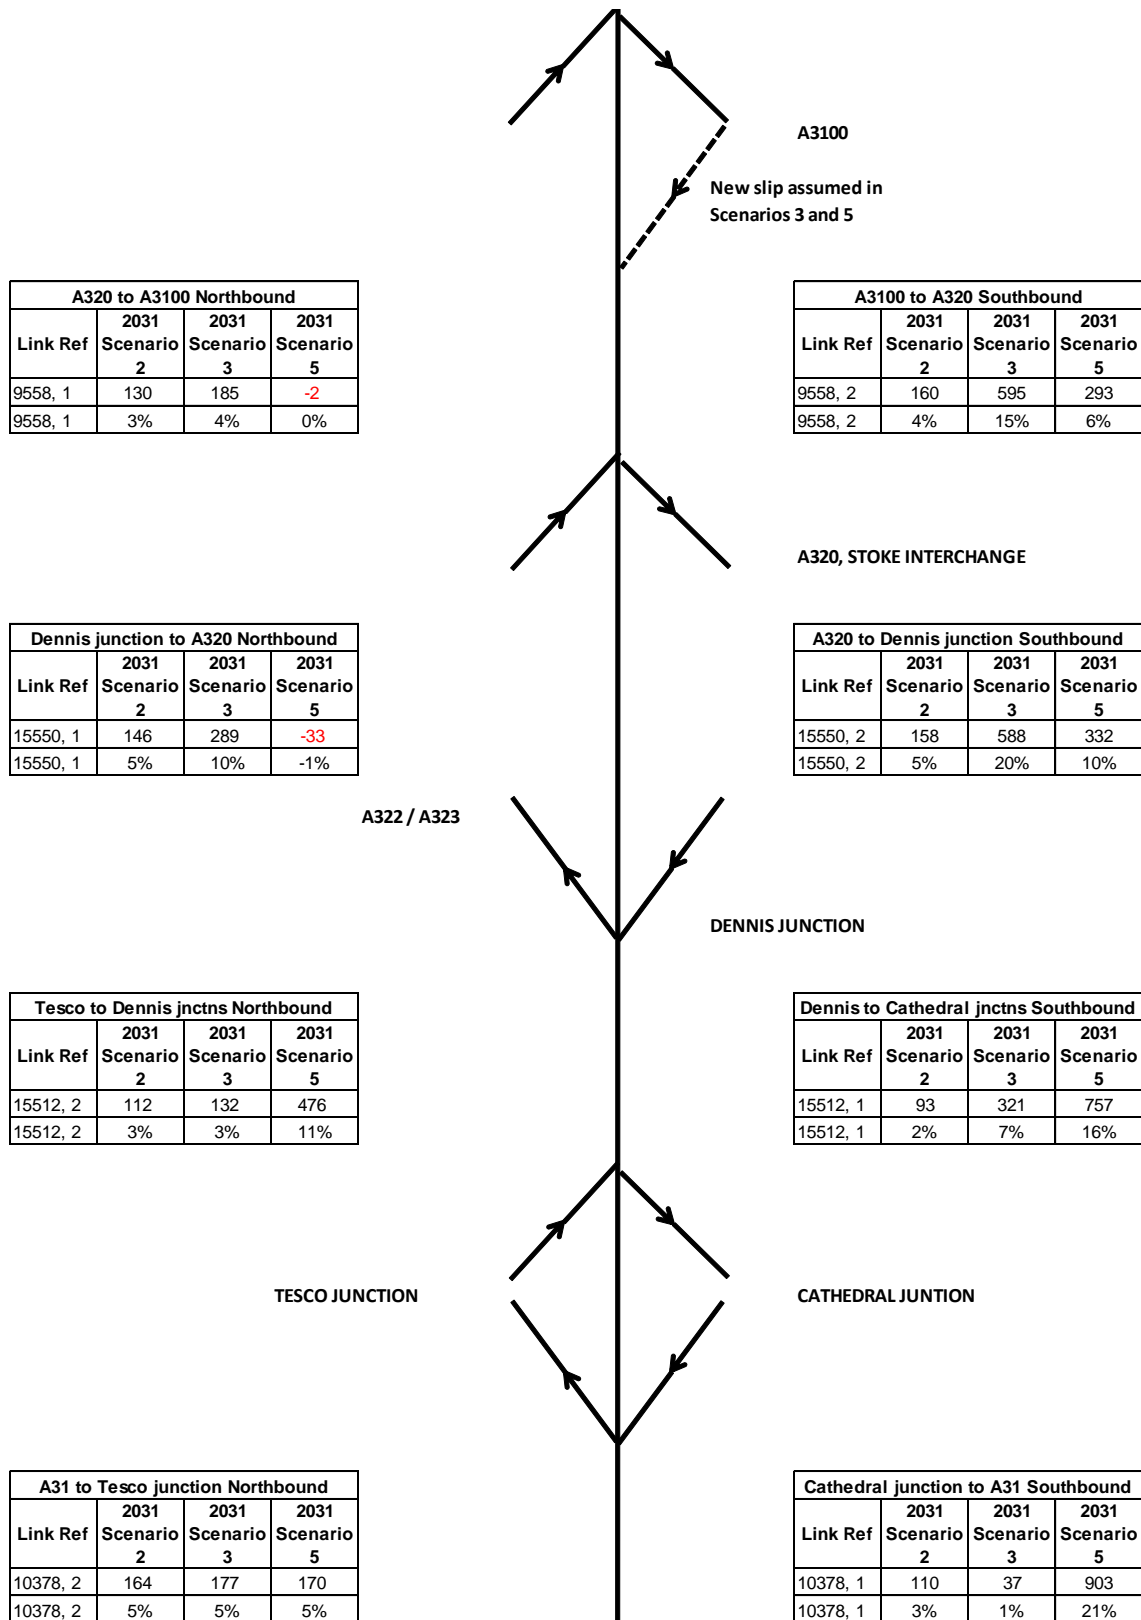 A3100
New slip assumed in
Scenarios 3 and 5
A320 to A3100 Northbound
Link Ref 2031 Scenario 2 2031 Scenario 3 2031 Scenario 5
9558, 1 130 185 -2
9558, 1 3% 4% 0%
A3100 to A320 Southbound
Link Ref 2031 Scenario 2 2031 Scenario 3 2031 Scenario 5
9558, 2 160 595 293
9558, 2 4% 15% 6%
A320, STOKE INTERCHANGE
Dennis junction to A320 Northbound
Link Ref 2031 Scenario 2 2031 Scenario 3 2031 Scenario 5
15550, 1 146 289 -33
15550, 1 5% 10% -1%
A320 to Dennis junction Southbound
Link Ref 2031 Scenario 2 2031 Scenario 3 2031 Scenario 5
15550, 2 158 588 332
15550, 2 5% 20% 10%
A322 / A323
DENNIS JUNCTION
Tesco to Dennis jnctns Northbound
Link Ref 2031 Scenario 2 2031 Scenario 3 2031 Scenario 5
15512, 2 112 132 476
15512, 2 3% 3% 11%
Dennis to Cathedral jnctns Southbound
Link Ref 2031 Scenario 2 2031 Scenario 3 2031 Scenario 5
15512, 1 93 321 757
15512, 1 2% 7% 16%
TESCO JUNCTION
CATHEDRAL JUNTION
A31 to Tesco junction Northbound
Link Ref 2031 Scenario 2 2031 Scenario 3 2031 Scenario 5
10378, 2 164 177 170
10378, 2 5% 5% 5%
Cathedral junction to A31 Southbound
Link Ref 2031 Scenario 2 2031 Scenario 3 2031 Scenario 5
10378, 1 110 37 903
10378, 1 3% 1% 21%